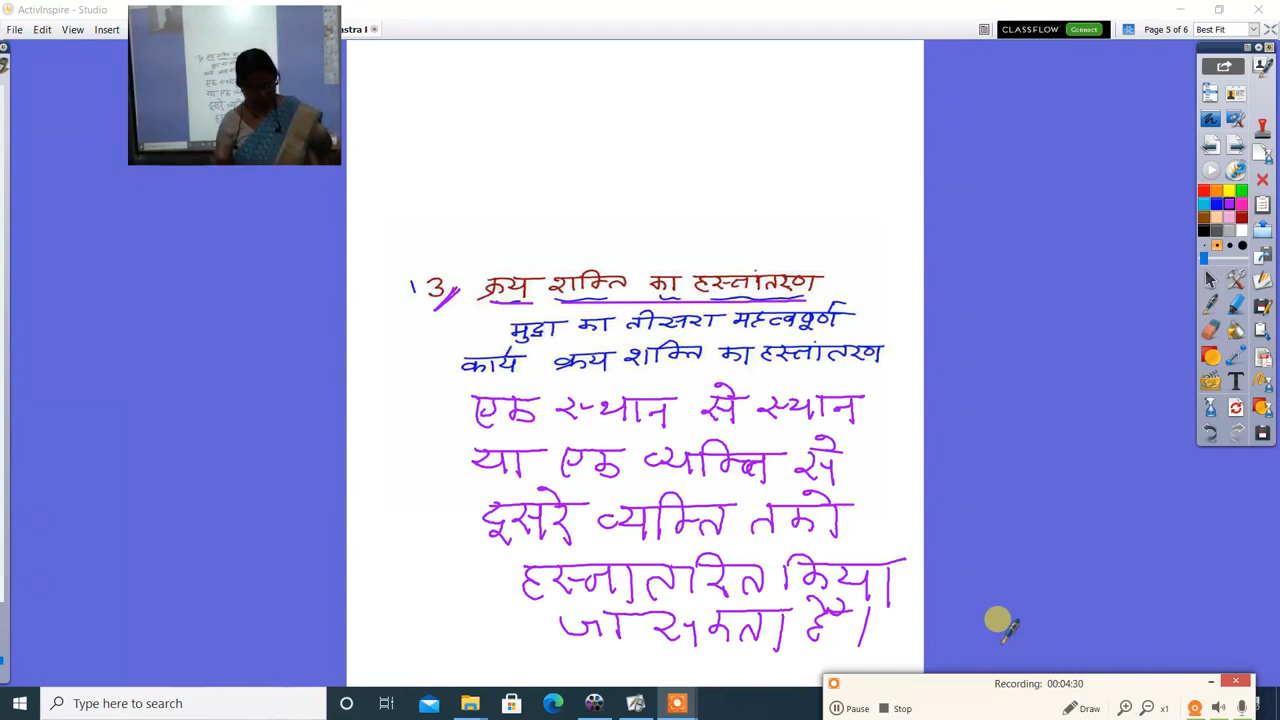 ActivInspire - Studio
File Edit View Insert
astra
CLASSFLOW Connect
Page 5 of 6
Best Fit
3, क्रय शक्ति का हस्तांतरण
मुद्रा का तीसरा महत्वपूर्ण
कार्य क्रय शक्ति का हस्तांतरण
एक स्थान से स्थान
या एक व्यक्ति से
दूसरे व्यक्ति तको
हस्तातारित किया
जा सकता है।
Recording: 00:04:30
Pause Stop Draw x1
Type here to search